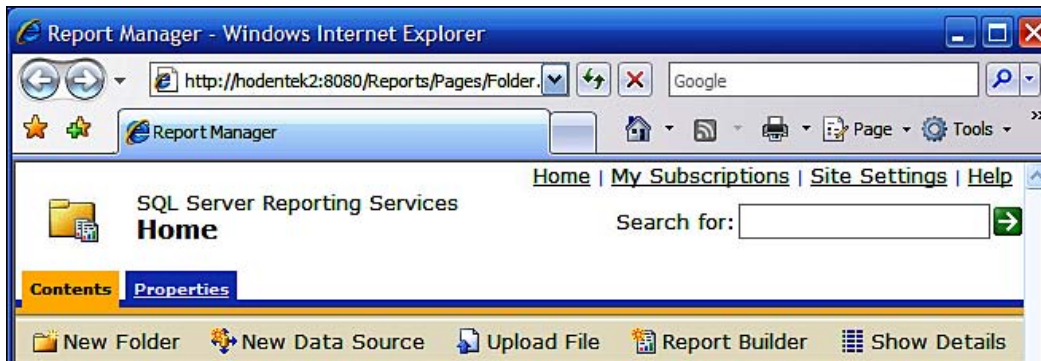 Report Manager - Windows Internet Explorer
http://hodentek2:8080/Reports/Pages/Folder. Google
Report Manager Page Tools »
Home | My Subscriptions | Site Settings | Help
SQL Server Reporting Services
Home
Search for:
Contents Properties
New Folder New Data Source Upload File Report Builder Show Details